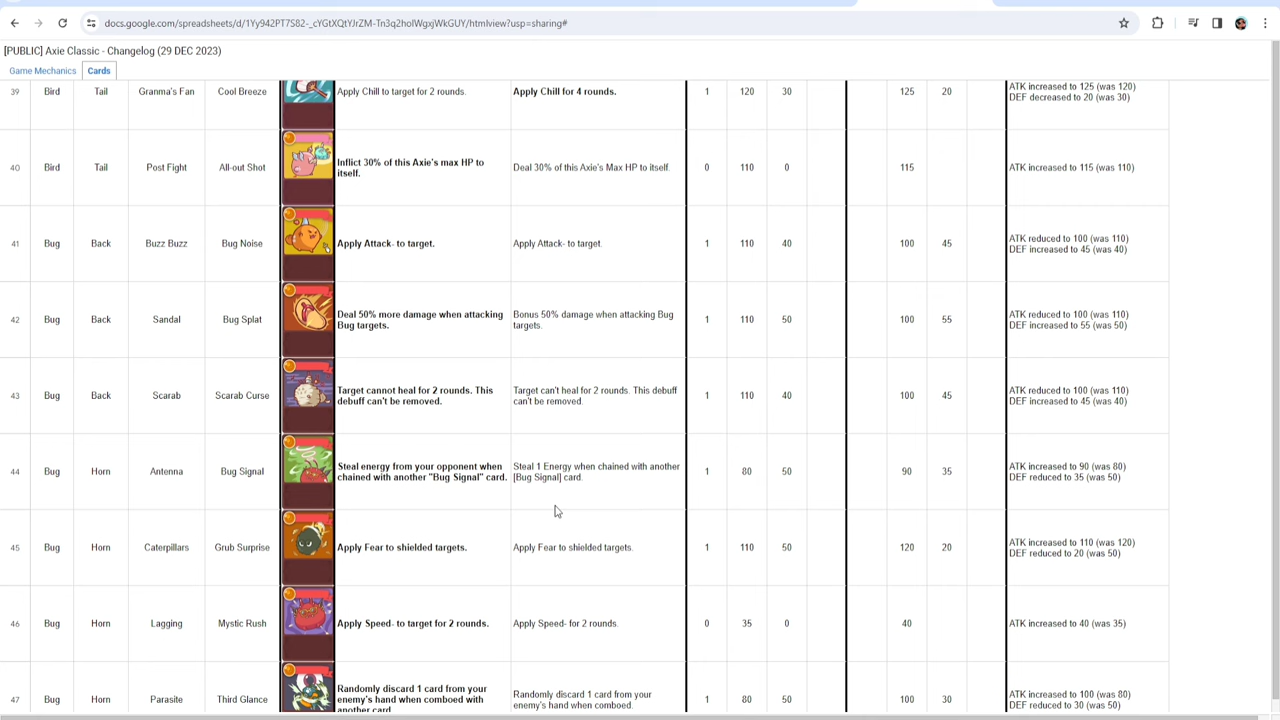 docs.google.com/spreadsheets/d/1Yy942PT7S82-_cYGtXQtYJrZM-Tn3q2hoIWgxjWkGUY/htmlview?usp=sharing#
[PUBLIC] Axie Classic - Changelog (29 DEC 2023)
Game Mechanics Cards
39 Bird Tail Granma's Fan Cool Breeze Apply Chill to target for 2 rounds. Apply Chill for 4 rounds. 1 120 30 125 20 ATK increased to 125 (was 120)
DEF decreased to 20 (was 30)
40 Bird Tail Post Fight All-out Shot Inflict 30% of this Axie's max HP to
itself. Deal 30% of this Axie's Max HP to itself. 0 110 0 115 ATK increased to 115 (was 110)
41 Bug Back Buzz Buzz Bug Noise Apply Attack- to target. Apply Attack- to target. 1 110 40 100 45 ATK reduced to 100 (was 110)
DEF increased to 45 (was 40)
42 Bug Back Sandal Bug Splat Deal 50% more damage when attacking
Bug targets. Bonus 50% damage when attacking Bug
targets. 1 110 50 100 55 ATK reduced to 100 (was 110)
DEF increased to 55 (was 50)
43 Bug Back Scarab Scarab Curse Target cannot heal for 2 rounds. This
debuff can't be removed. Target can't heal for 2 rounds. This debuff
can't be removed. 1 110 40 100 45 ATK reduced to 100 (was 110)
DEF increased to 45 (was 40)
44 Bug Horn Antenna Bug Signal Steal energy from your opponent when
chained with another "Bug Signal" card. Steal 1 Energy when chained with another
[Bug Signal] card. 1 80 50 90 35 ATK increased to 90 (was 80)
DEF reduced to 35 (was 50)
45 Bug Horn Caterpillars Grub Surprise Apply Fear to shielded targets. Apply Fear to shielded targets. 1 110 50 120 20 ATK increased to 110 (was 120)
DEF reduced to 20 (was 50)
46 Bug Horn Lagging Mystic Rush Apply Speed- to target for 2 rounds. Apply Speed- for 2 rounds. 0 35 0 40 ATK increased to 40 (was 35)
47 Bug Horn Parasite Third Glance Randomly discard 1 card from your
enemy's hand when comboed with
another card. Randomly discard 1 card from your
enemy's hand when comboed. 1 80 50 100 30 ATK increased to 100 (was 80)
DEF reduced to 30 (was 50)